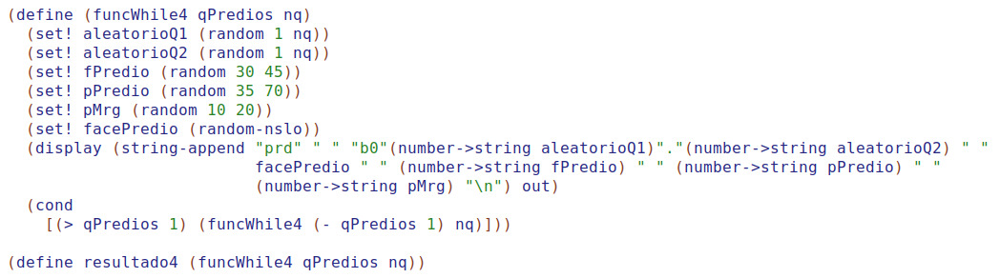 (define (funcWhile4 qPredios nq)
  (set! aleatorioQ1 (random 1 nq))
  (set! aleatorioQ2 (random 1 nq))
  (set! fPredio (random 30 45))
  (set! pPredio (random 35 70))
  (set! pMrg (random 10 20))
  (set! facePredio (random-nslo))
  (display (string-append "prd" " " "b0"(number->string aleatorioQ1)"."(number->string aleatorioQ2) " "
                          facePredio " " (number->string fPredio) " " (number->string pPredio) " "
                          (number->string pMrg) "\n") out)
  (cond
    [(> qPredios 1) (funcWhile4 (- qPredios 1) nq)]))

(define resultado4 (funcWhile4 qPredios nq))